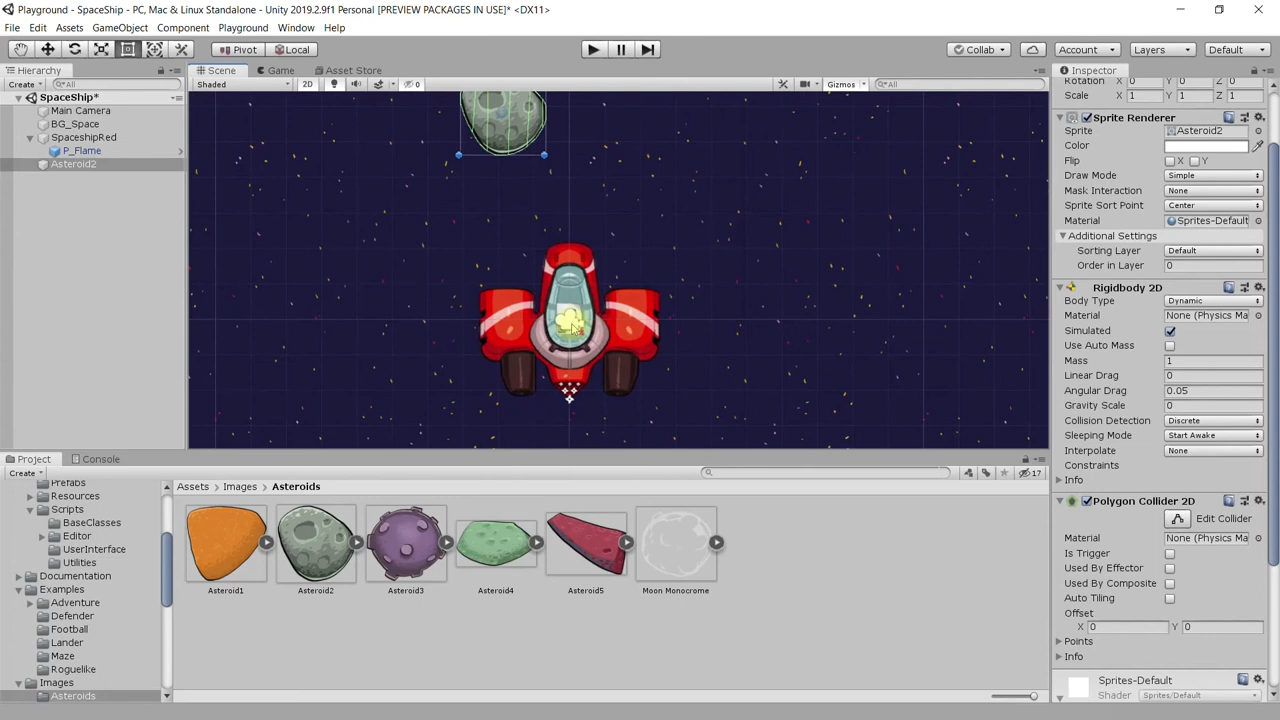 Playground - SpaceShip - PC, Mac & Linux Standalone - Unity 2019.2.9f1 Personal [PREVIEW PACKAGES IN USE]* <DX11>
File Edit Assets GameObject Component Playground Window Help
Pivot Local Collab Account Layers Default
Hierarchy Scene Game Asset Store Inspector
Create All Shaded 2D 0 Gizmos All
Rotation X 0 Y 0 Z 0
Scale X 1 Y 1 Z 1
SpaceShip*
Main Camera
BG_Space
SpaceshipRed
P_Flame
Asteroid2
Sprite Renderer
Sprite Asteroid2
Color
Flip X Y
Draw Mode Simple
Mask Interaction None
Sprite Sort Point Center
Material Sprites-Default
Additional Settings
Sorting Layer Default
Order in Layer 0
Rigidbody 2D
Body Type Dynamic
Material None (Physics Ma
Simulated
Use Auto Mass
Mass 1
Linear Drag 0
Angular Drag 0.05
Gravity Scale 0
Collision Detection Discrete
Sleeping Mode Start Awake
Interpolate None
Constraints
Info
Polygon Collider 2D
Edit Collider
Material None (Physics Ma
Is Trigger
Used By Effector
Used By Composite
Auto Tiling
Offset
X 0 Y 0
Points
Info
Sprites-Default
Shader Sprites/Default
Project Console
Create 17
Prefabs
Resources
Scripts
BaseClasses
Editor
UserInterface
Utilities
Documentation
Examples
Adventure
Defender
Football
Lander
Maze
Roguelike
Images
Asteroids
Assets > Images > Asteroids
Asteroid1 Asteroid2 Asteroid3 Asteroid4 Asteroid5 Moon Monocrome